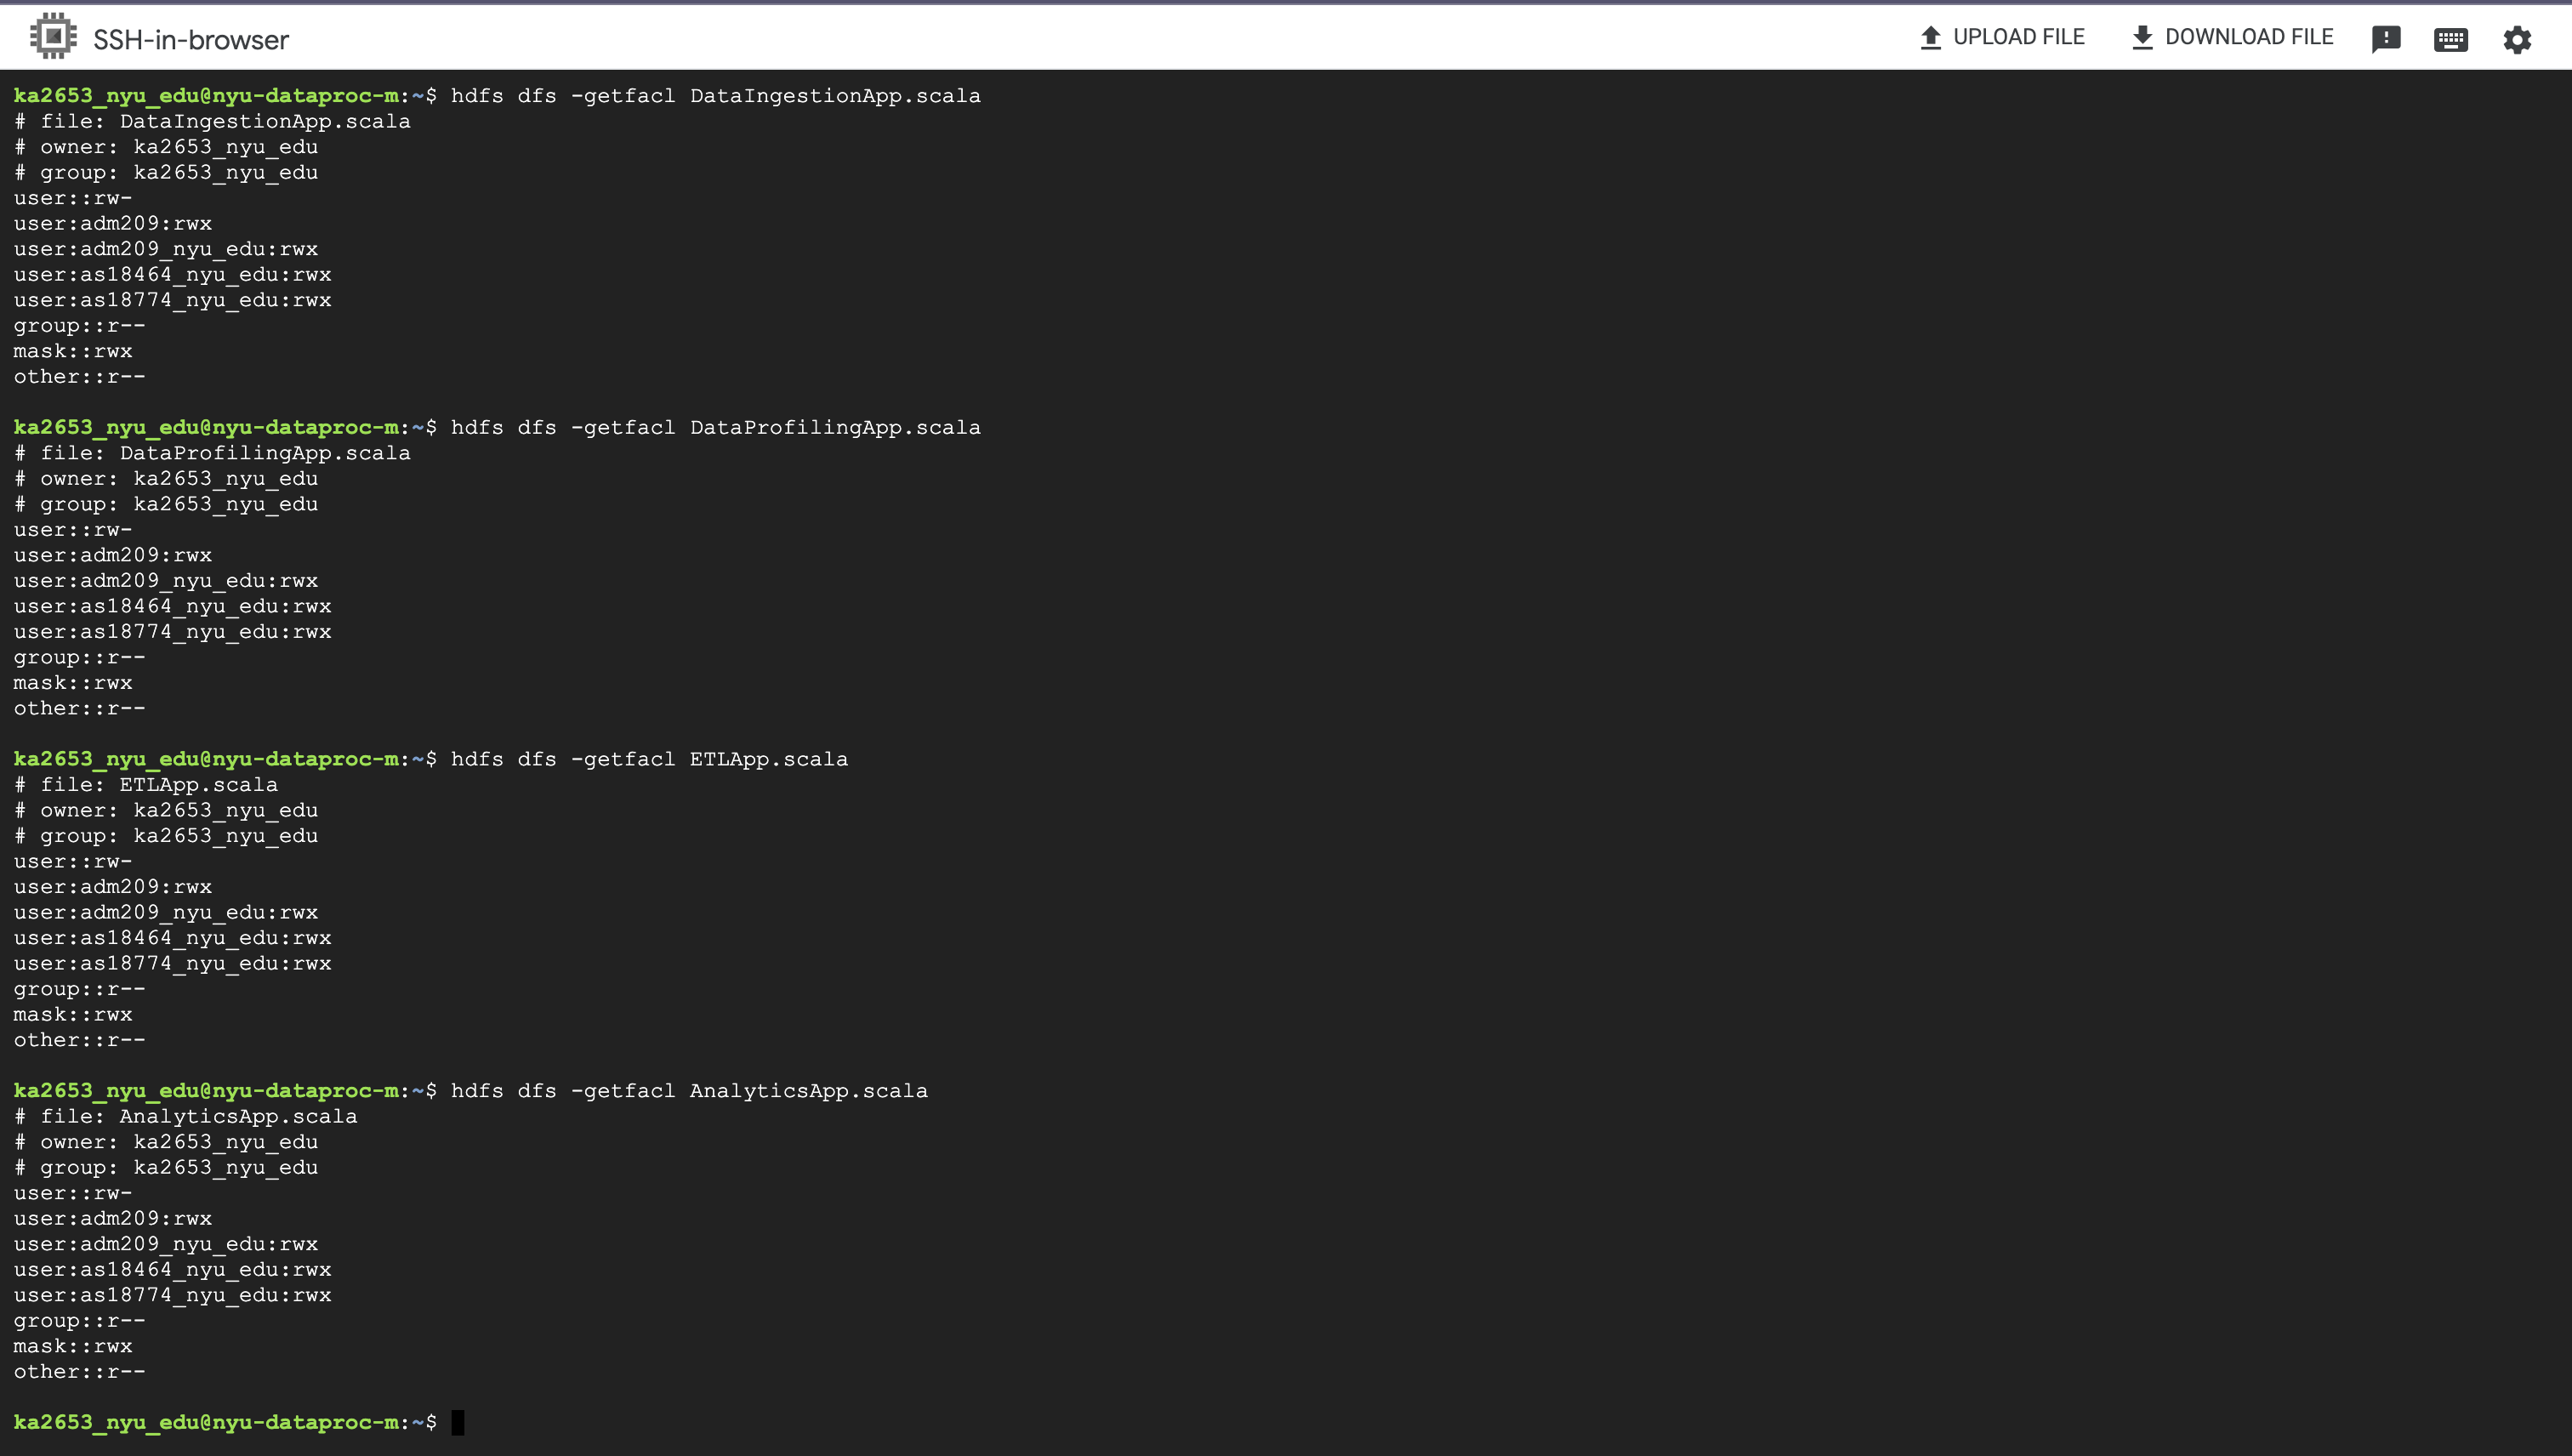 SSH-in-browser
UPLOAD FILE
DOWNLOAD FILE
ka2653_nyu_edu@nyu-dataproc-m:~$ hdfs dfs -getfacl DataIngestionApp.scala
# file: DataIngestionApp.scala
# owner: ka2653_nyu_edu
# group: ka2653_nyu_edu
user::rw-
user:adm209:rwx
user:adm209_nyu_edu:rwx
user:as18464_nyu_edu:rwx
user:as18774_nyu_edu:rwx
group::r--
mask::rwx
other::r--
ka2653_nyu_edu@nyu-dataproc-m:~$ hdfs dfs -getfacl DataProfilingApp.scala
# file: DataProfilingApp.scala
# owner: ka2653_nyu_edu
# group: ka2653_nyu_edu
user::rw-
user:adm209:rwx
user:adm209_nyu_edu:rwx
user:as18464_nyu_edu:rwx
user:as18774_nyu_edu:rwx
group::r--
mask::rwx
other::r--
ka2653_nyu_edu@nyu-dataproc-m:~$ hdfs dfs -getfacl ETLApp.scala
# file: ETLApp.scala
# owner: ka2653_nyu_edu
# group: ka2653_nyu_edu
user::rw-
user:adm209:rwx
user:adm209_nyu_edu:rwx
user:as18464_nyu_edu:rwx
user:as18774_nyu_edu:rwx
group::r--
mask::rwx
other::r--
ka2653_nyu_edu@nyu-dataproc-m:~$ hdfs dfs -getfacl AnalyticsApp.scala
# file: AnalyticsApp.scala
# owner: ka2653_nyu_edu
# group: ka2653_nyu_edu
user::rw-
user:adm209:rwx
user:adm209_nyu_edu:rwx
user:as18464_nyu_edu:rwx
user:as18774_nyu_edu:rwx
group::r--
mask::rwx
other::r--
ka2653_nyu_edu@nyu-dataproc-m:~$